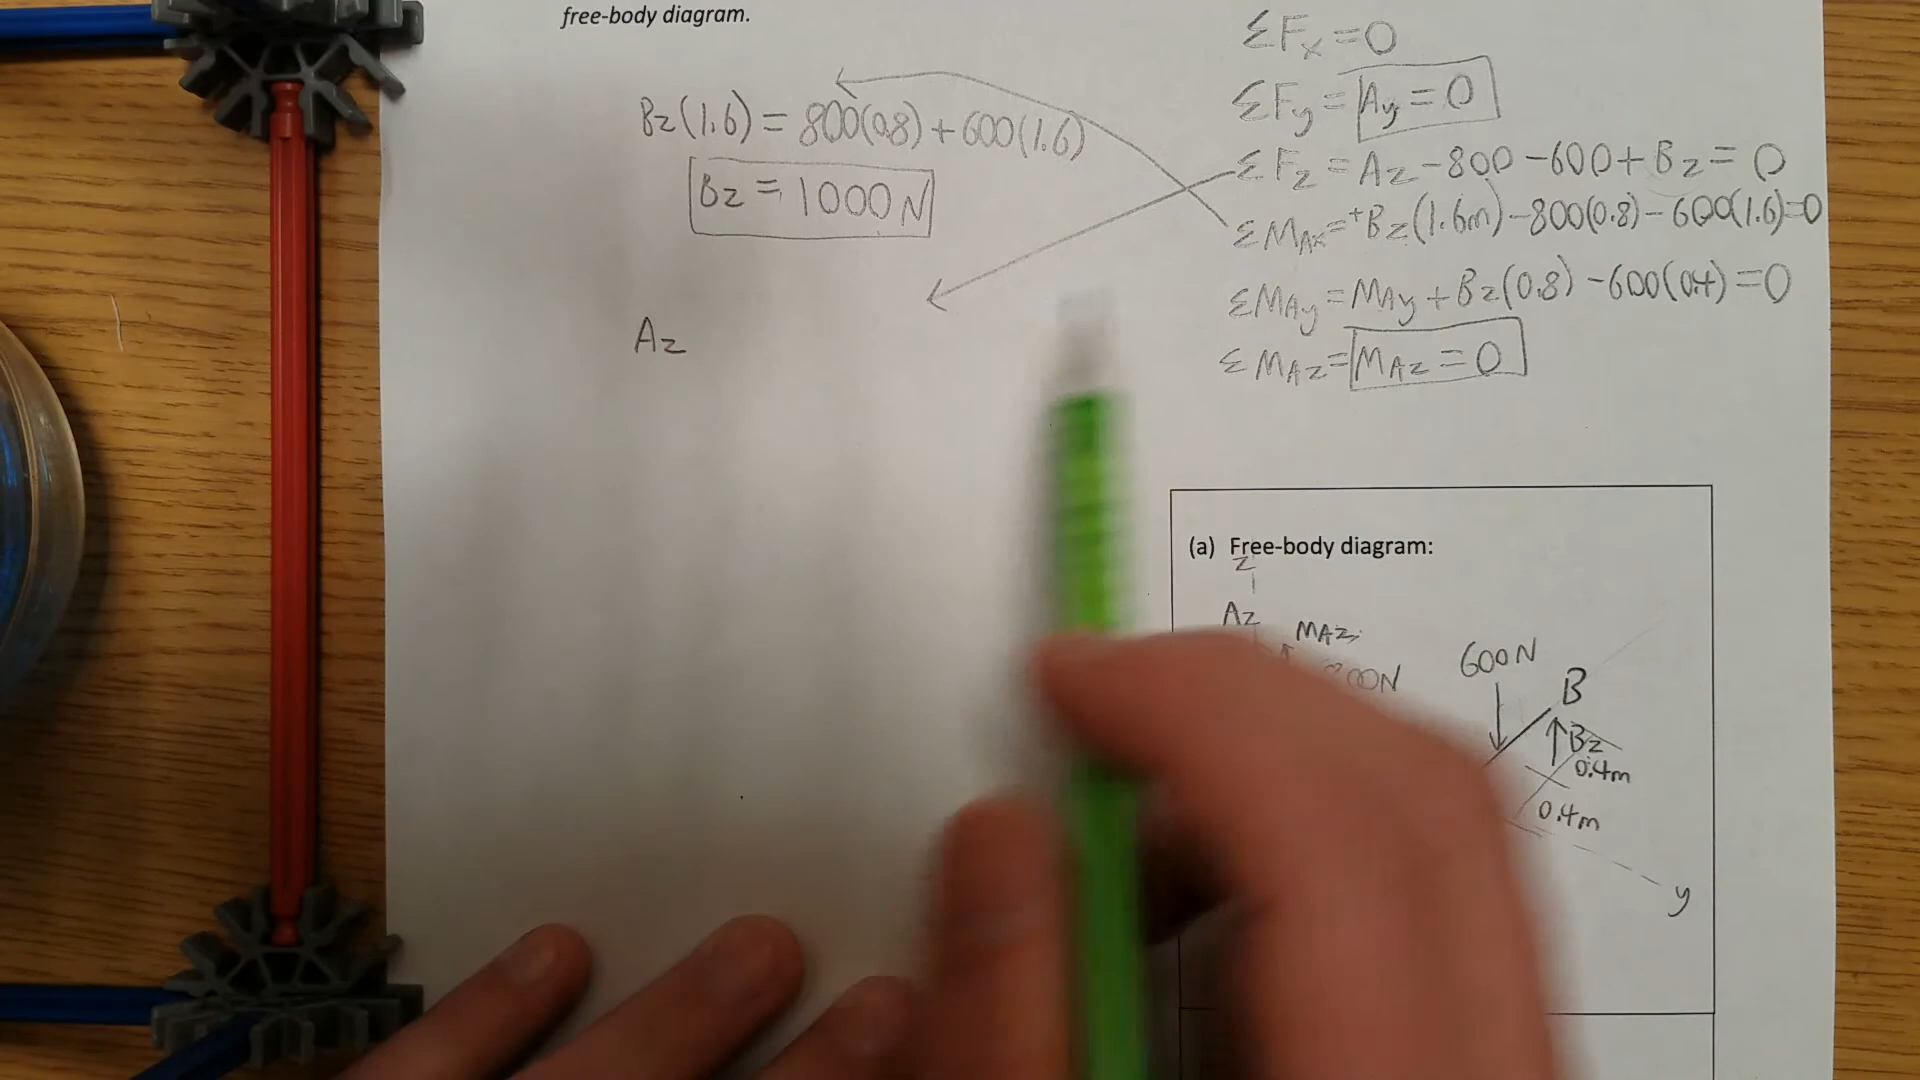 free-body diagram.
Bz(1.6) = 800(0.8) + 600(1.6)
Bz = 1000 N
Az
ΣFx = 0
ΣFy = Ay = 0
ΣFz = Az - 800 - 600 + Bz = 0
ΣMAx = +Bz(1.6m) - 800(0.8) - 600(1.6) = 0
ΣMAy = MAy + Bz(0.8) - 600(0.4) = 0
ΣMAz = MAz = 0
(a) Free-body diagram:
z
Az
MAz
600N
B
Bz
0.4m
0.4m
y